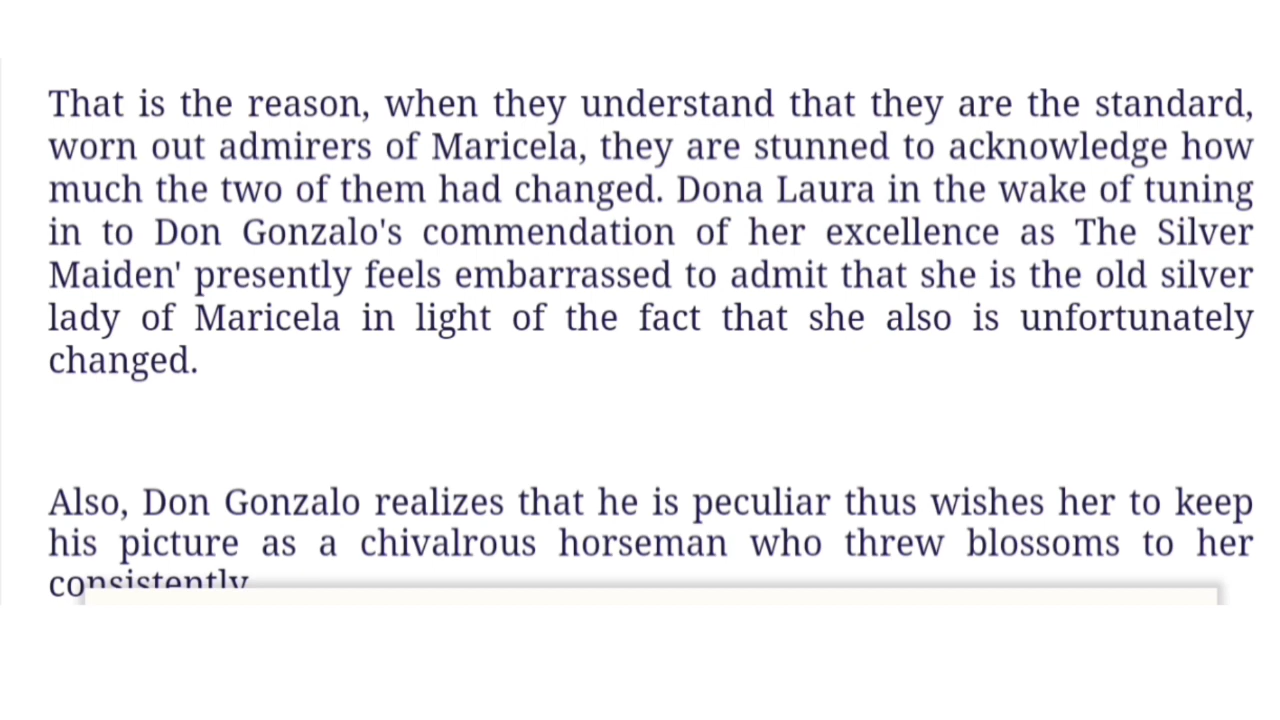 That is the reason, when they understand that they are the standard,
worn out admirers of Maricela, they are stunned to acknowledge how
much the two of them had changed. Dona Laura in the wake of tuning
in to Don Gonzalo's commendation of her excellence as The Silver
Maiden' presently feels embarrassed to admit that she is the old silver
lady of Maricela in light of the fact that she also is unfortunately
changed.
Also, Don Gonzalo realizes that he is peculiar thus wishes her to keep
his picture as a chivalrous horseman who threw blossoms to her
consistently